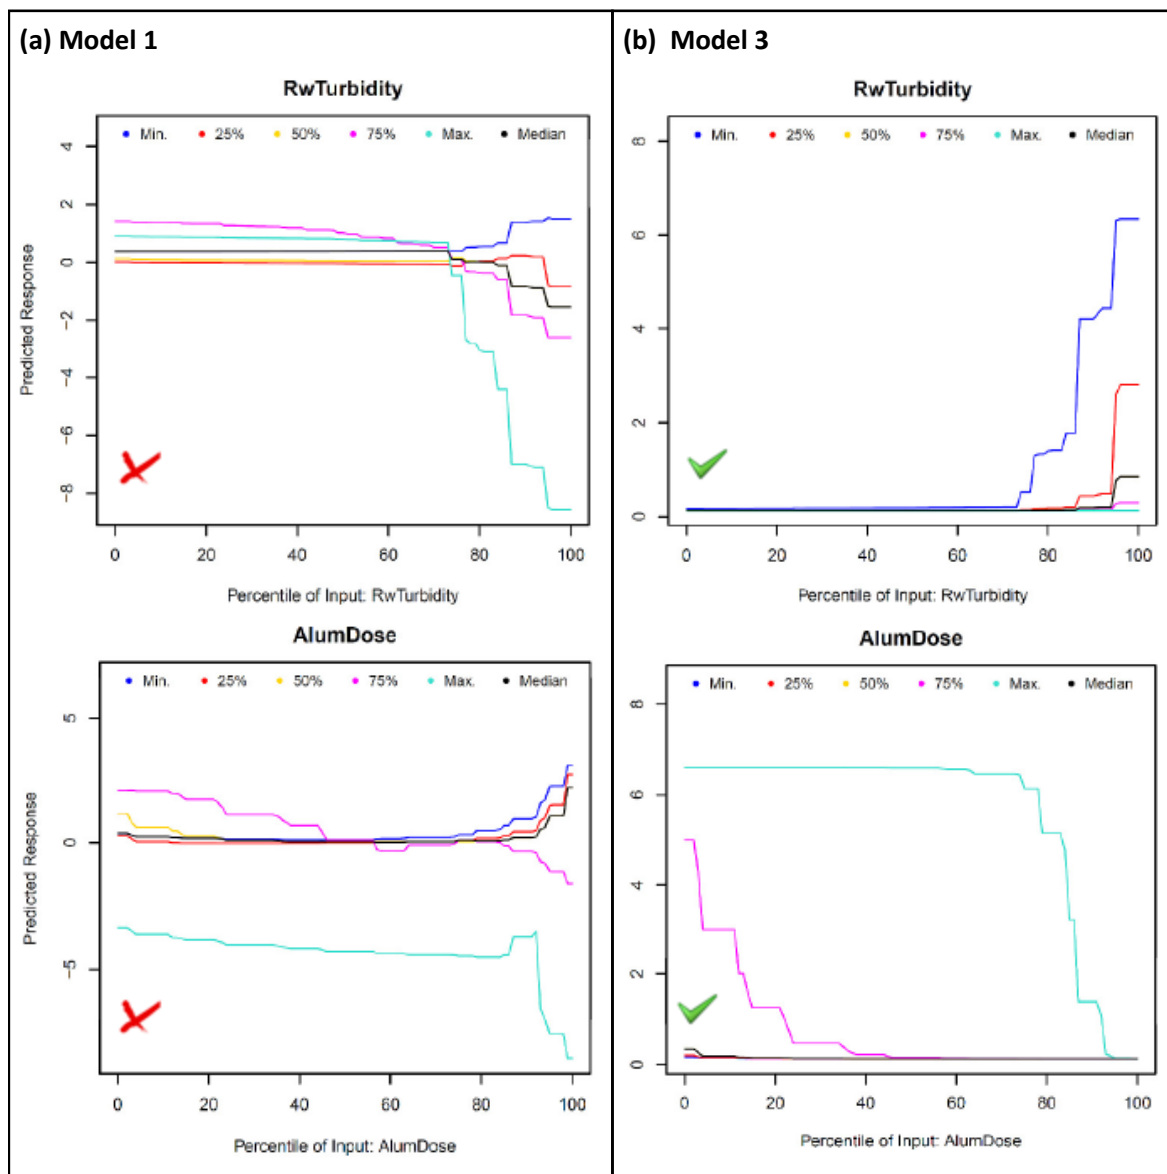 (a) Model 1
RwTurbidity
Min. 25% 50% 75% Max. Median
4
2
0
−2
−4
−6
−8
Predicted Response
0 20 40 60 80 100
Percentile of Input: RwTurbidity
AlumDose
Min. 25% 50% 75% Max. Median
5
0
−5
Predicted Response
0 20 40 60 80 100
Percentile of Input: AlumDose
(b) Model 3
RwTurbidity
Min. 25% 50% 75% Max. Median
8
6
4
2
0
0 20 40 60 80 100
Percentile of Input: RwTurbidity
AlumDose
Min. 25% 50% 75% Max. Median
8
6
4
2
0
0 20 40 60 80 100
Percentile of Input: AlumDose